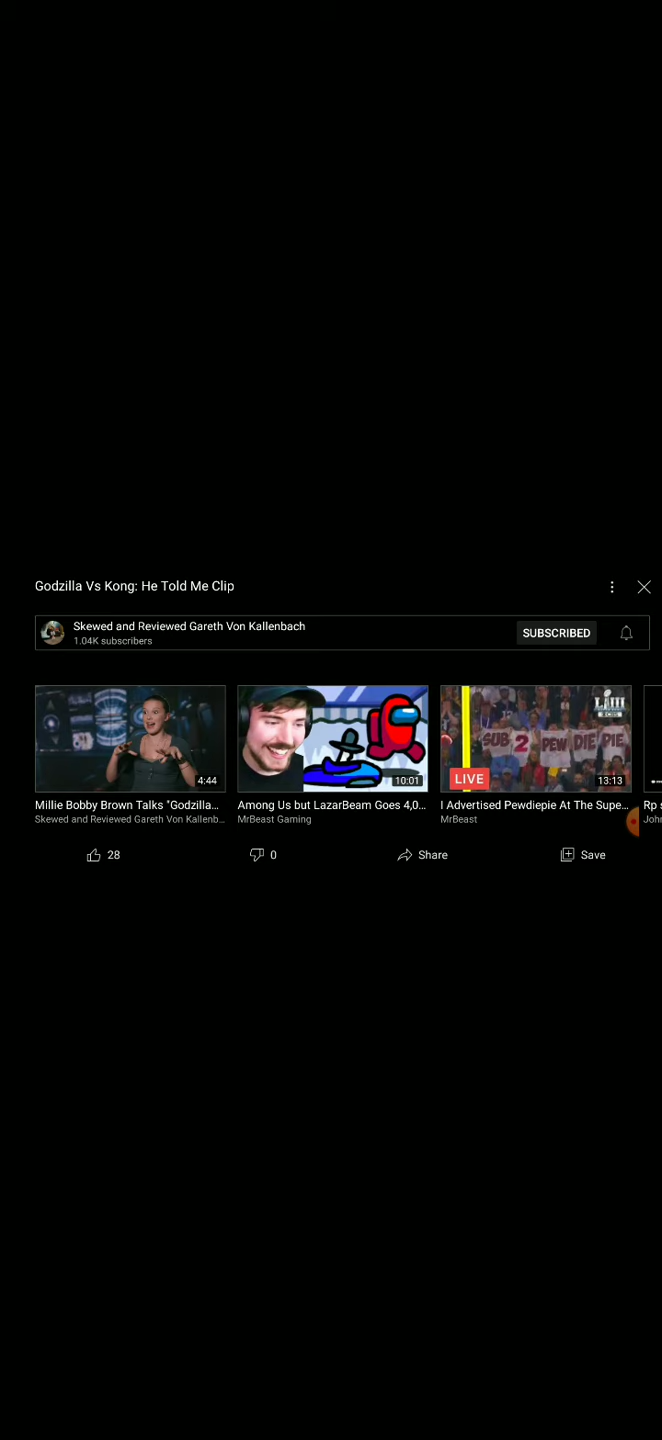 Godzilla Vs Kong: He Told Me Clip
Skewed and Reviewed Gareth Von Kallenbach
1.04K subscribers
SUBSCRIBED
4:44
10:01
LIII
SUB 2 PEW DIE PIE
LIVE
13:13
Millie Bobby Brown Talks "Godzilla...
Skewed and Reviewed Gareth Von Kallenb...
Among Us but LazarBeam Goes 4,0...
MrBeast Gaming
I Advertised Pewdiepie At The Supe...
MrBeast
Rp s
John
28
0
Share
Save